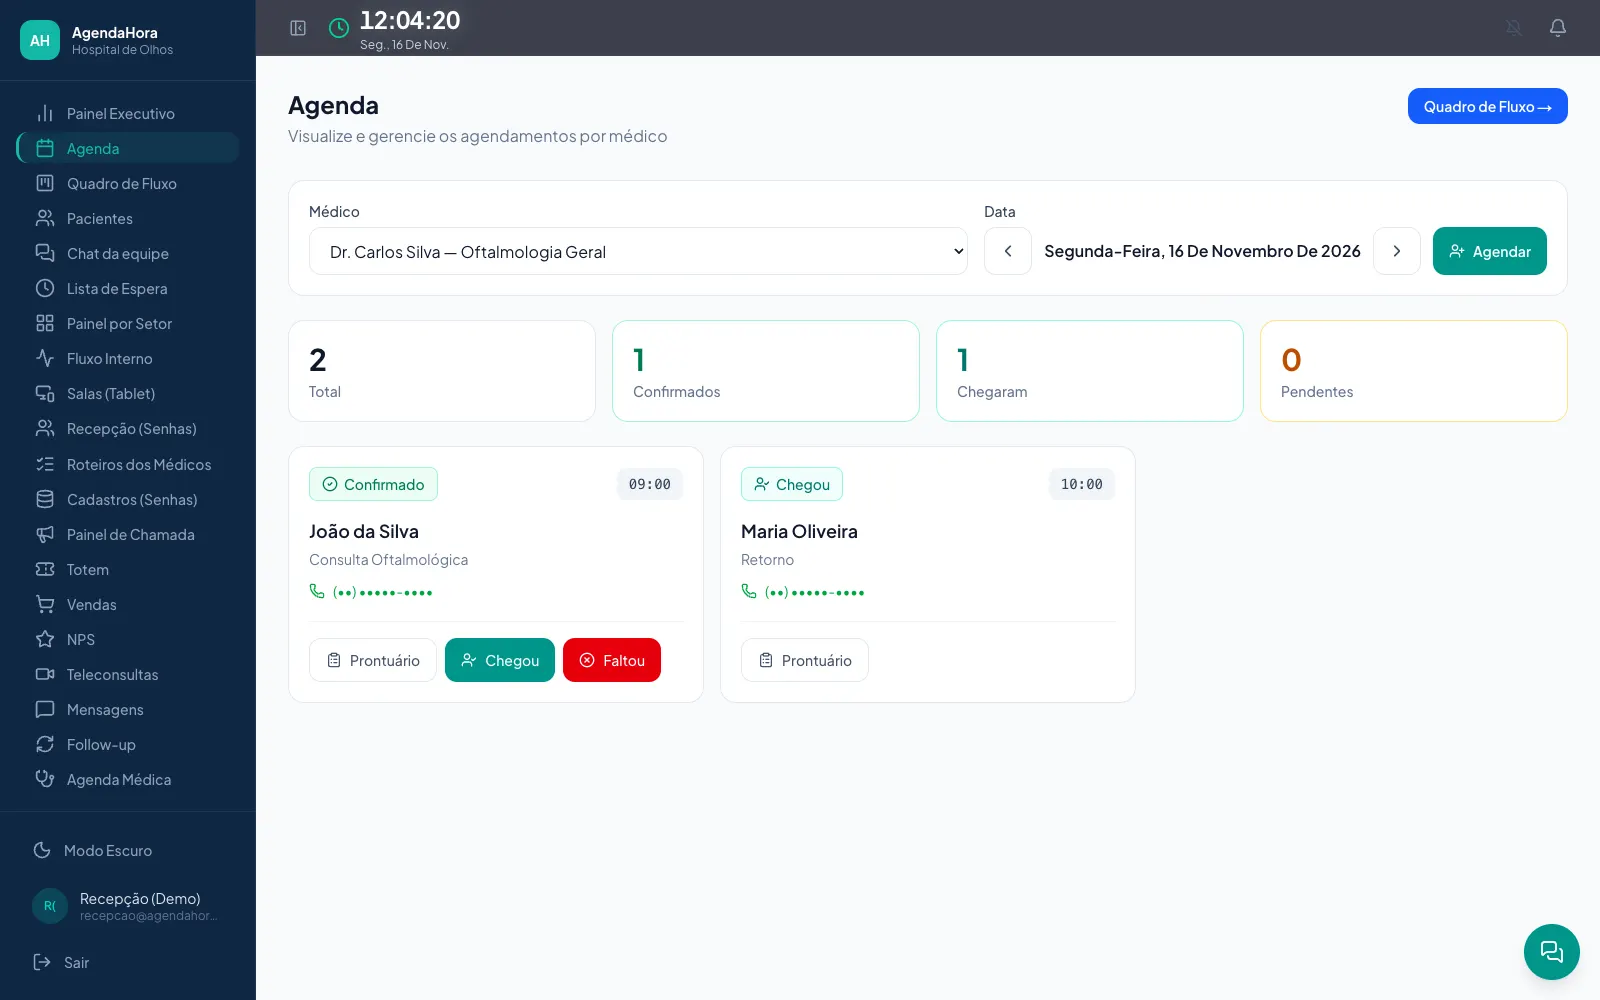 AH
AgendaHora
Hospital de Olhos
Painel Executivo
Agenda
Quadro de Fluxo
Pacientes
Chat da equipe
Lista de Espera
Painel por Setor
Fluxo Interno
Salas (Tablet)
Recepção (Senhas)
Roteiros dos Médicos
Cadastros (Senhas)
Painel de Chamada
Totem
Vendas
NPS
Teleconsultas
Mensagens
Follow-up
Agenda Médica
Modo Escuro
R(
Recepção (Demo)
recepcao@agendahor...
Sair
12:04:20
Seg., 16 De Nov.
Agenda
Visualize e gerencie os agendamentos por médico
Quadro de Fluxo →
Médico
Dr. Carlos Silva — Oftalmologia Geral
Data
Segunda-Feira, 16 De Novembro De 2026
Agendar
2
Total
1
Confirmados
1
Chegaram
0
Pendentes
Confirmado
09:00
João da Silva
Consulta Oftalmológica
(••) •••••-••••
Prontuário
Chegou
Faltou
Chegou
10:00
Maria Oliveira
Retorno
(••) •••••-••••
Prontuário